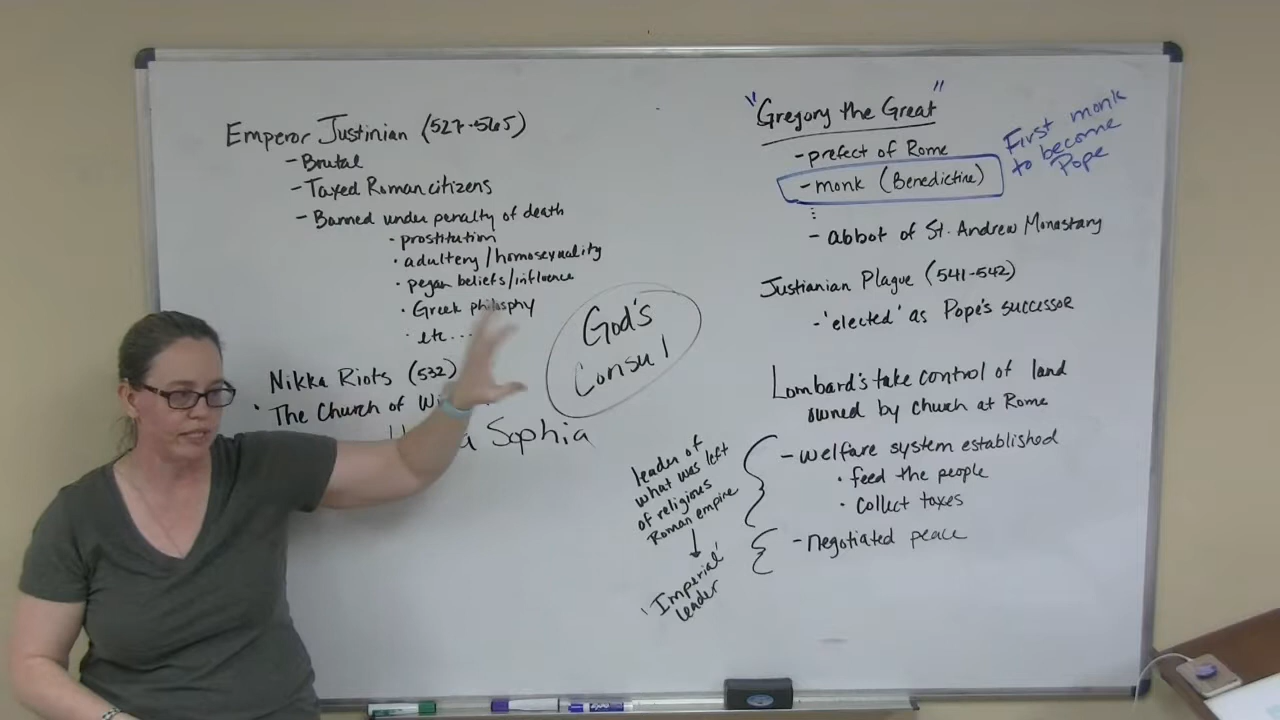 Emperor Justinian (527-565)
- Brutal
- Taxed Roman citizens
- Banned under penalty of death
• prostitution
• adultery/homosexuality
• pegan beliefs/influence
• Greek philosphy
• etc...
Nikka Riots (532)
• The Church of
Sophia
God's
Consul
"Gregory the Great"
- prefect of Rome
- monk (Benedictine)
First monk
to become
Pope
- abbot of St. Andrew Monastary
Justianian Plague (541-542)
- 'elected' as Pope's successor
Lombard's take control of land
owned by church at Rome
- welfare system established
• feed the people
• collect taxes
- negotiated peace
leader of
what was left
of religious
Roman empire
'Imperial'
leader